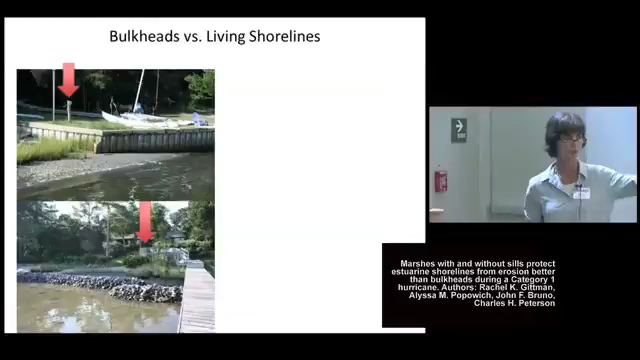 Bulkheads vs. Living Shorelines
EXIT
Marshes with and without sills protect
estuarine shorelines from erosion better
than bulkheads during a Category 1
hurricane. Authors: Rachel K. Gittman,
Alyssa M. Popowich, John F. Bruno,
Charles H. Peterson